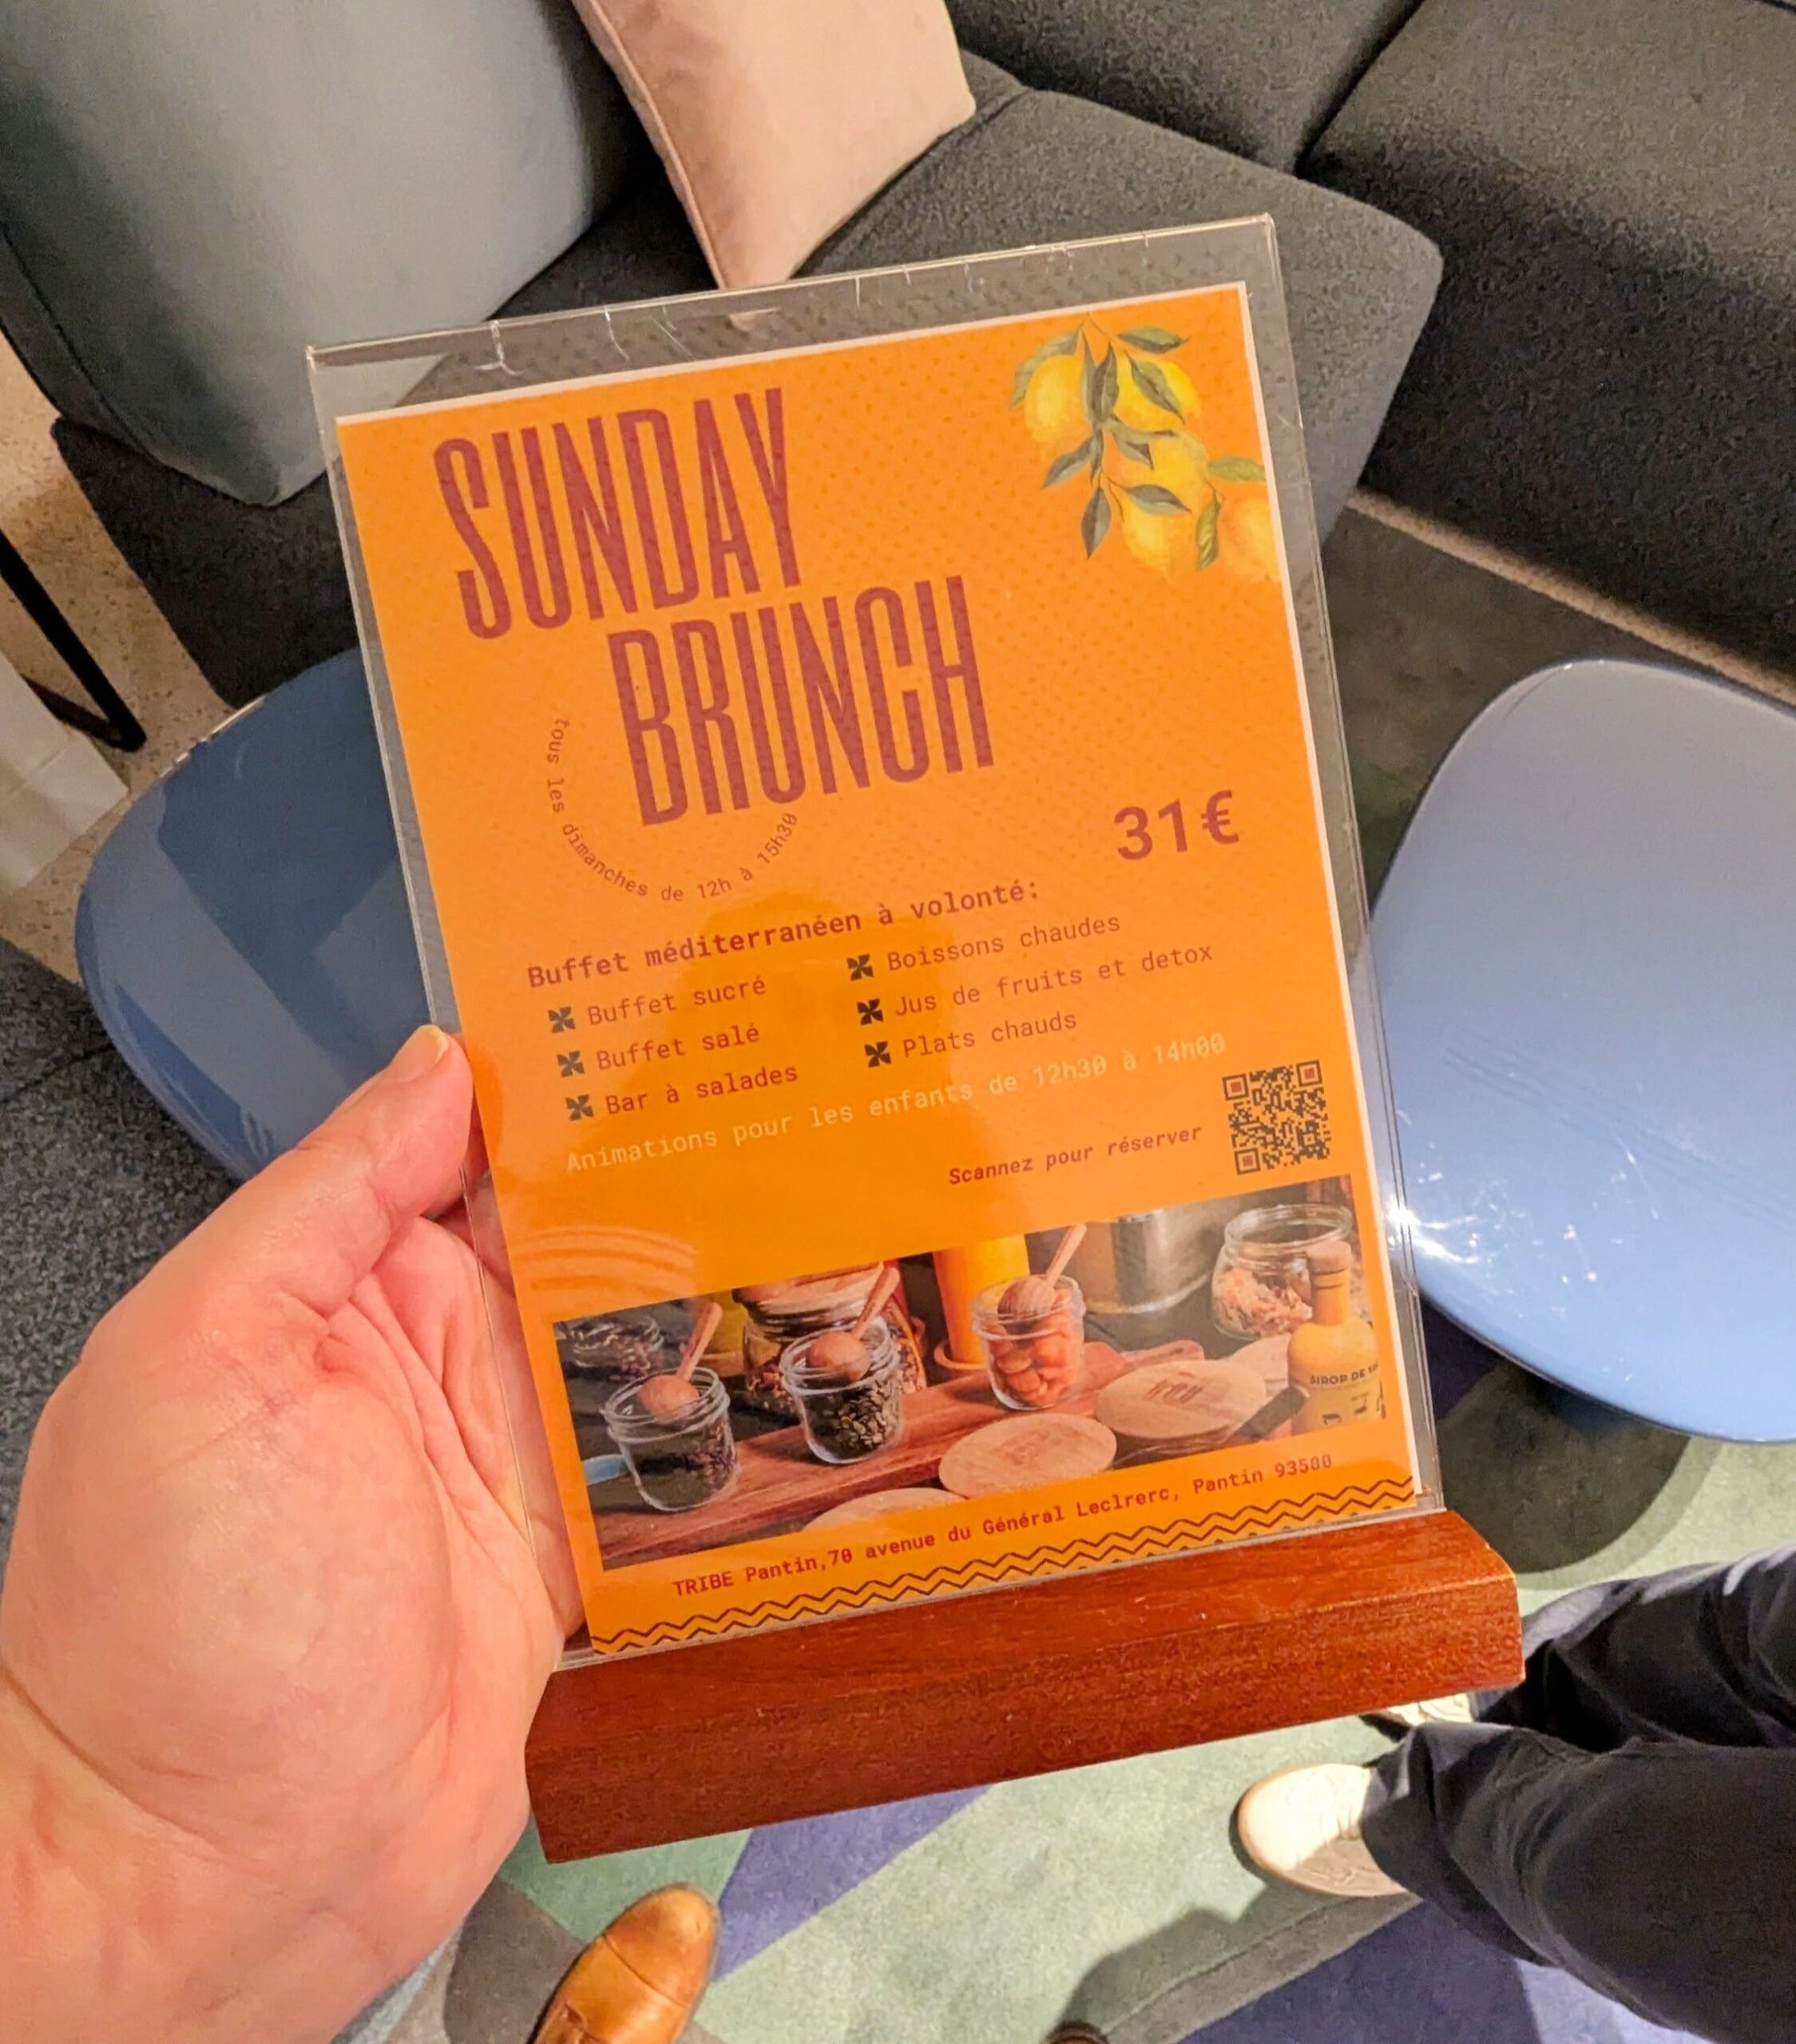 SUNDAY
BRUNCH
tous les dimanches de 12h à 15h30
31€
Buffet méditerranéen à volonté:
Buffet sucré
Buffet salé
Bar à salades
Boissons chaudes
Jus de fruits et detox
Plats chauds
Animations pour les enfants de 12h30 à 14h00
Scannez pour réserver
SIROP DE
TRIBE Pantin,70 avenue du Général Leclrerc, Pantin 93500